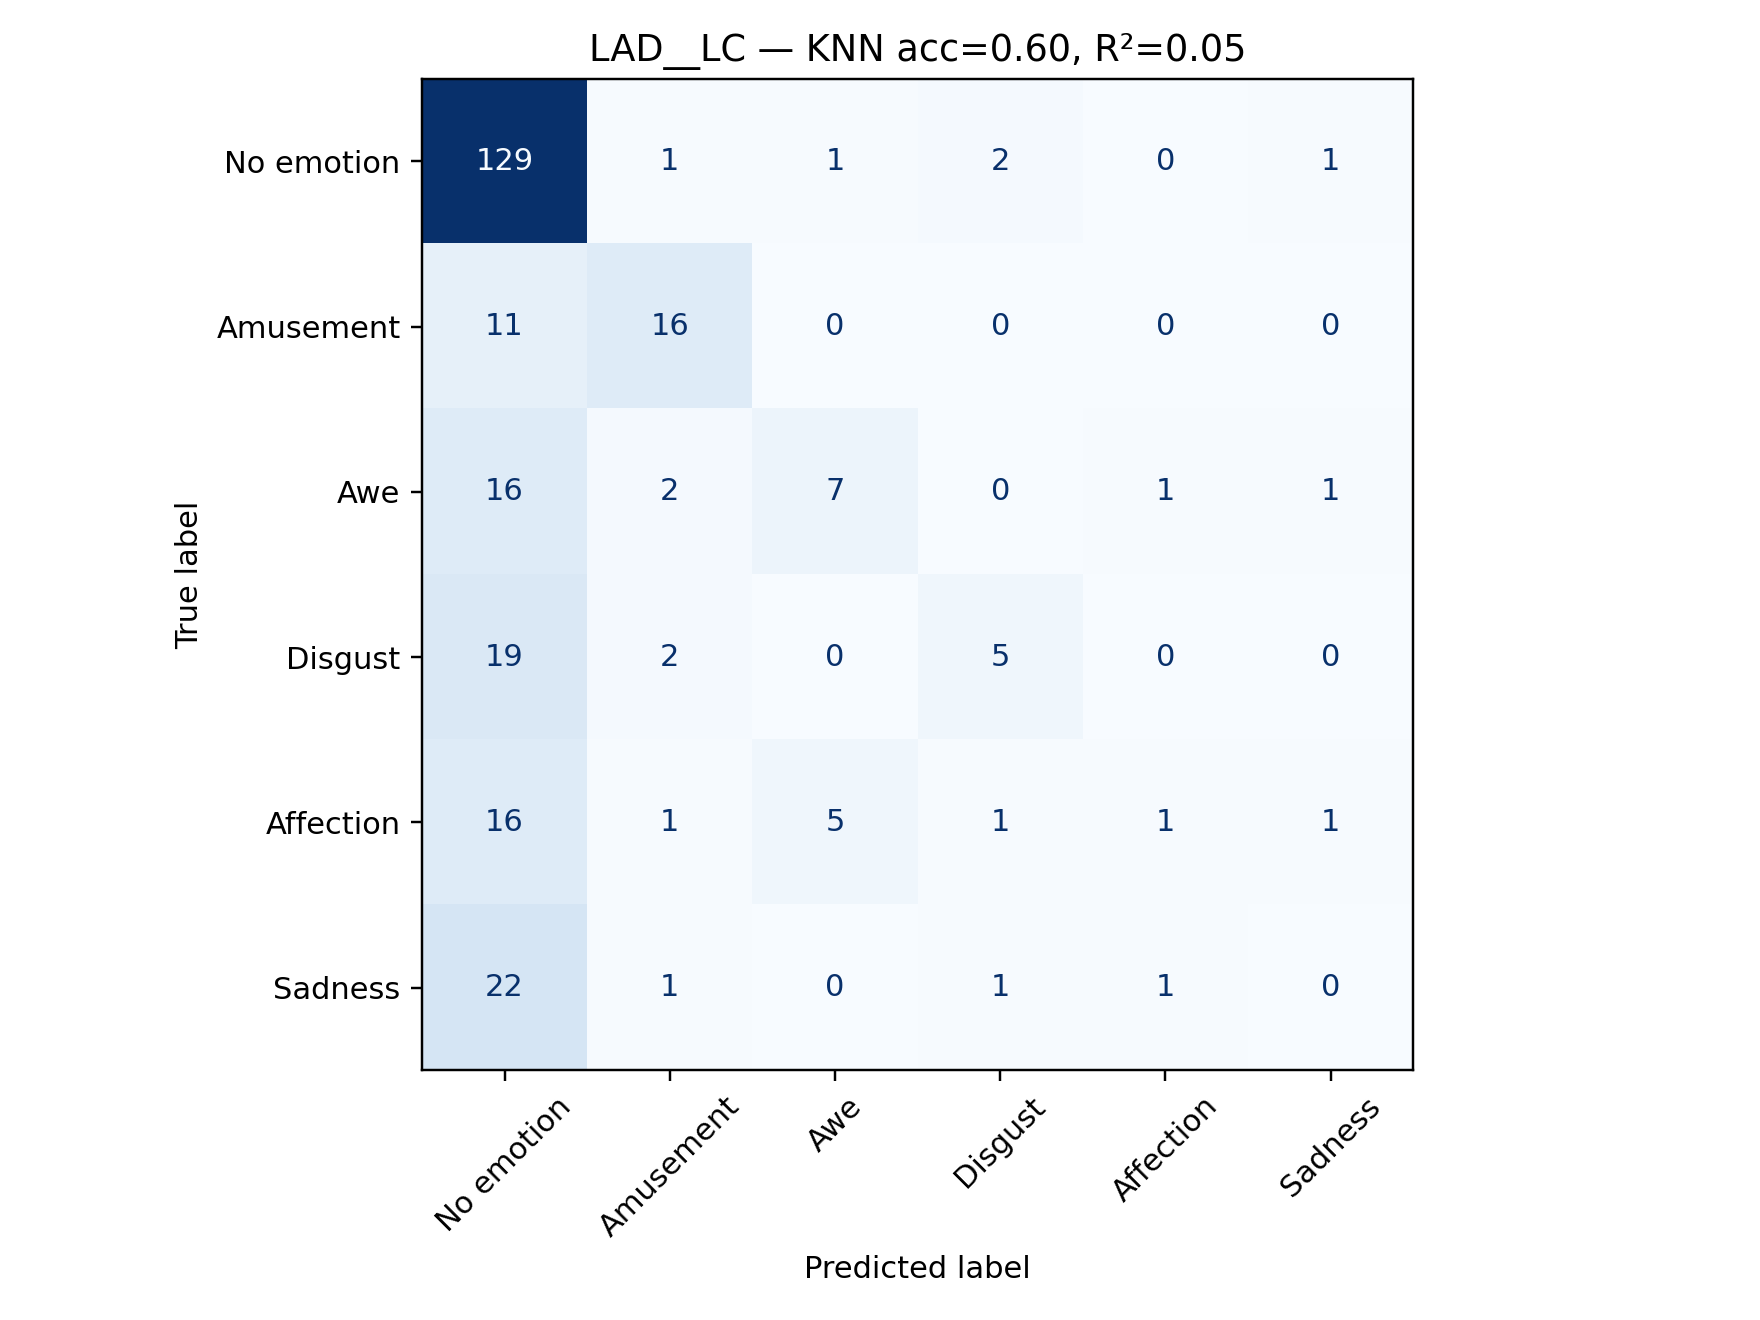 LAD__LC — KNN acc=0.60, R²=0.05
No emotion 129 1 1 2 0 1
Amusement 11 16 0 0 0 0
Awe 16 2 7 0 1 1
Disgust 19 2 0 5 0 0
Affection 16 1 5 1 1 1
Sadness 22 1 0 1 1 0
True label
No emotion Amusement Awe Disgust Affection Sadness
Predicted label